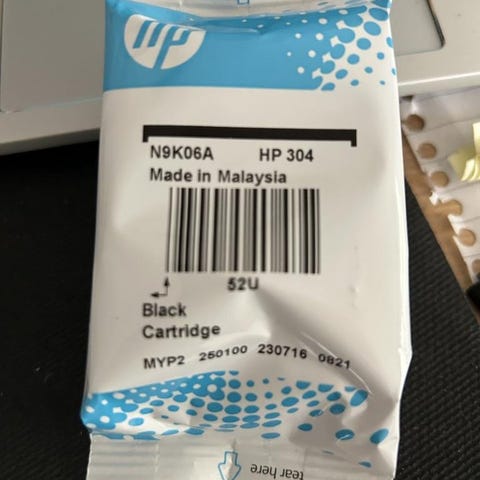 hp
N9K06A HP 304
Made in Malaysia
52U
Black
Cartridge
MYP2 250100 230716 0821
tear here